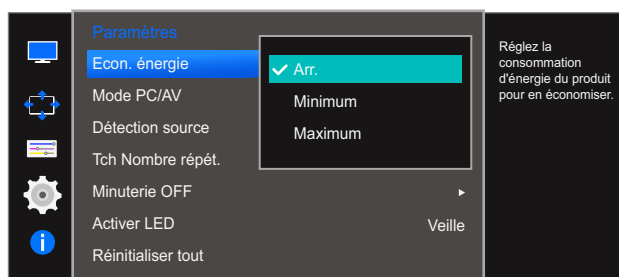 Paramètres
Econ. énergie
Arr.
Minimum
Maximum
Mode PC/AV
Détection source
Tch Nombre répét.
Minuterie OFF
Activer LED Veille
Réinitialiser tout
Réglez la
consommation
d'énergie du produit
pour en économiser.